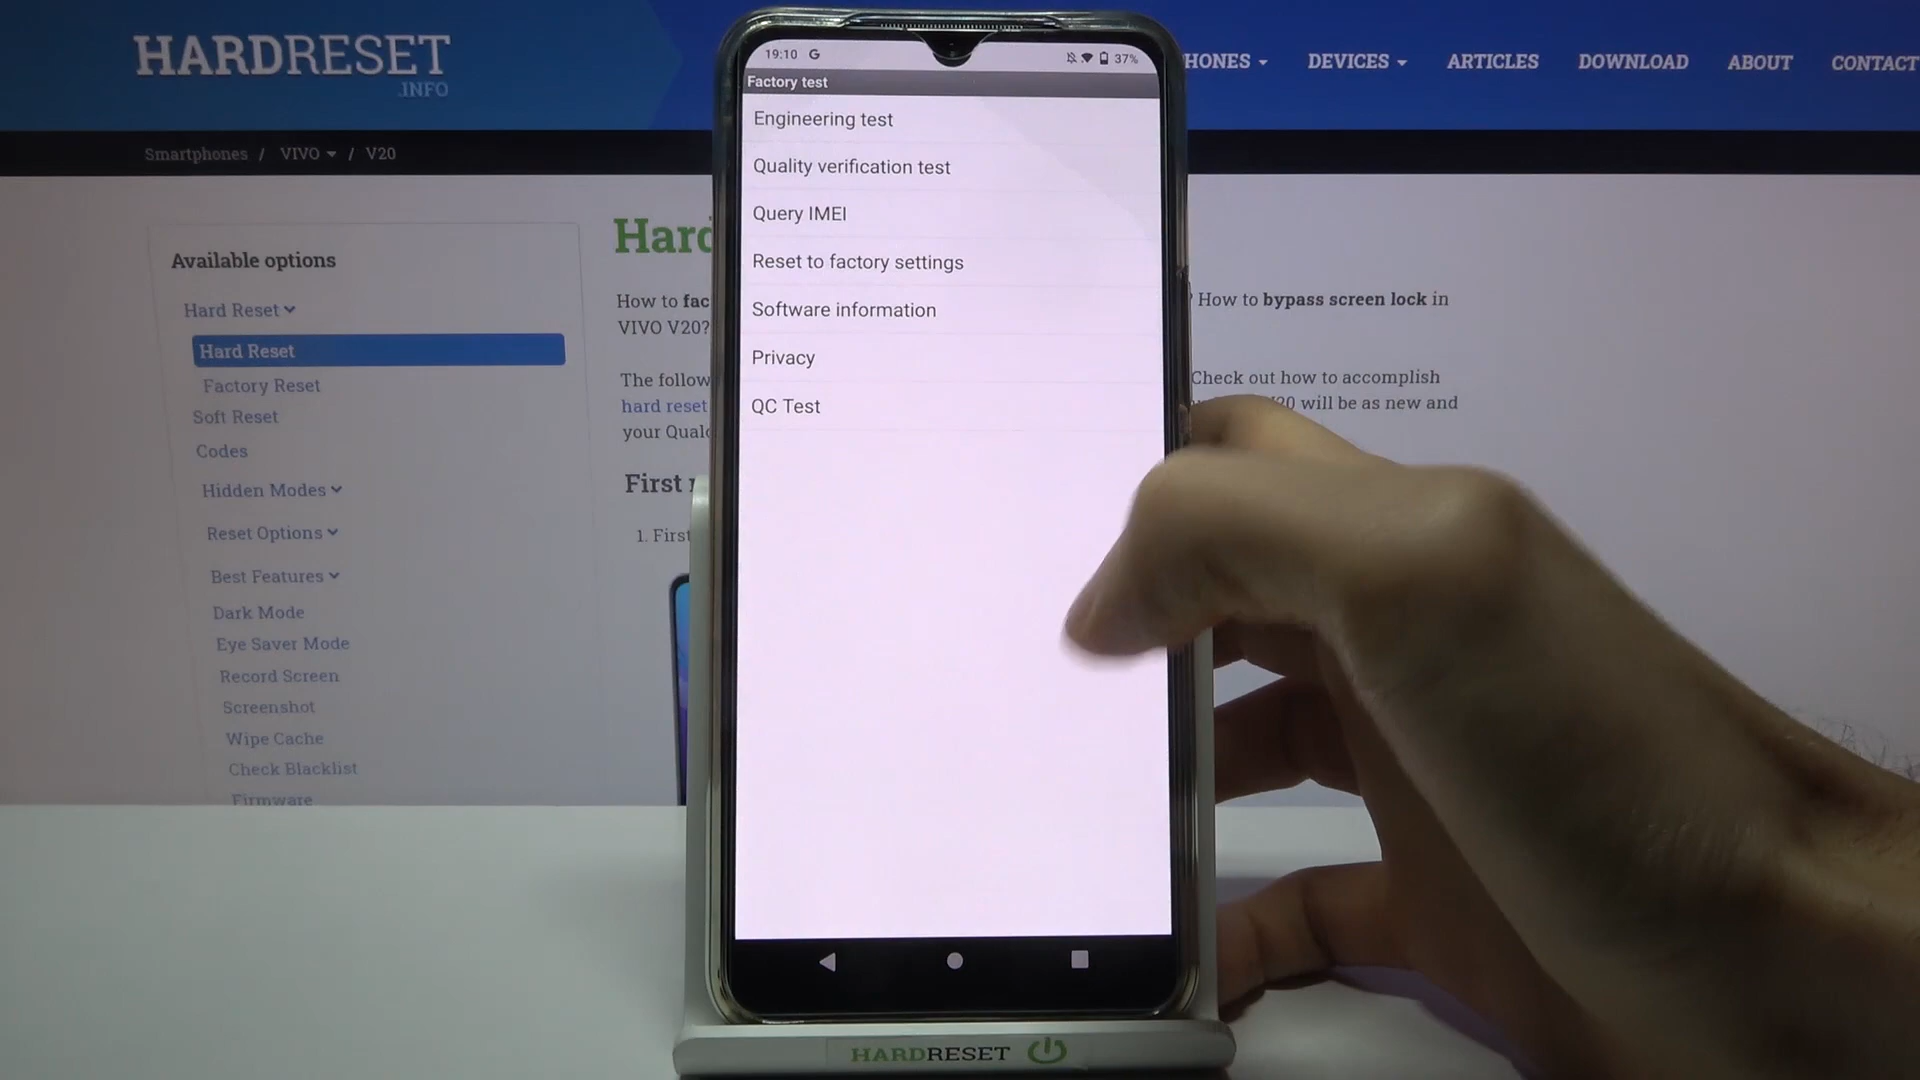 HARDRESET
.INFO
HONES
DEVICES
ARTICLES
DOWNLOAD
ABOUT
CONTACT
Smartphones / VIVO / V20
Available options
Hard Reset
Hard Reset
Factory Reset
Soft Reset
Codes
Hidden Modes
Reset Options
Best Features
Dark Mode
Eye Saver Mode
Record Screen
Screenshot
Wipe Cache
Check Blacklist
Firmware
Hard
How to fac
VIVO V20?
The follow
hard reset
your Qualc
First
1. First
? How to bypass screen lock in
Check out how to accomplish
V20 will be as new and
19:10 G
37%
Factory test
Engineering test
Quality verification test
Query IMEI
Reset to factory settings
Software information
Privacy
QC Test
HARDRESET